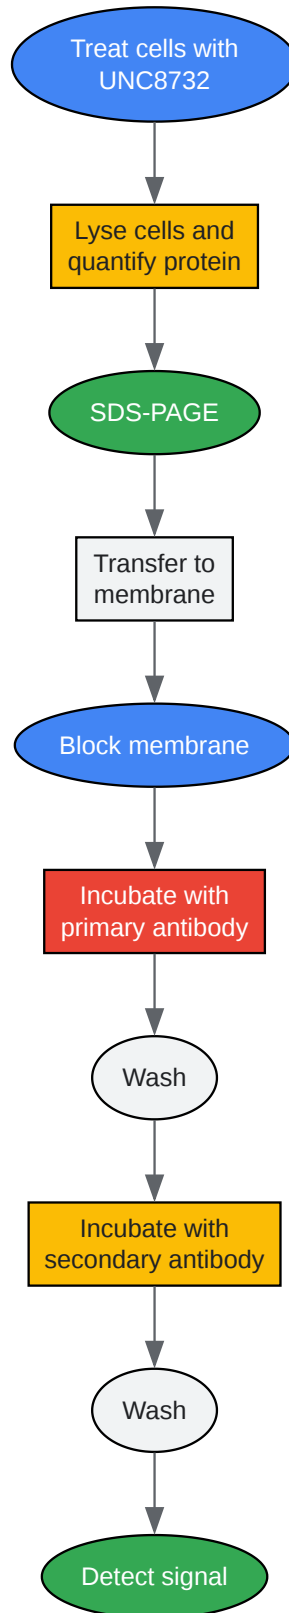 Treat cells with
UNC8732
Lyse cells and
quantify protein
SDS-PAGE
Transfer to
membrane
Block membrane
Incubate with
primary antibody
Wash
Incubate with
secondary antibody
Wash
Detect signal